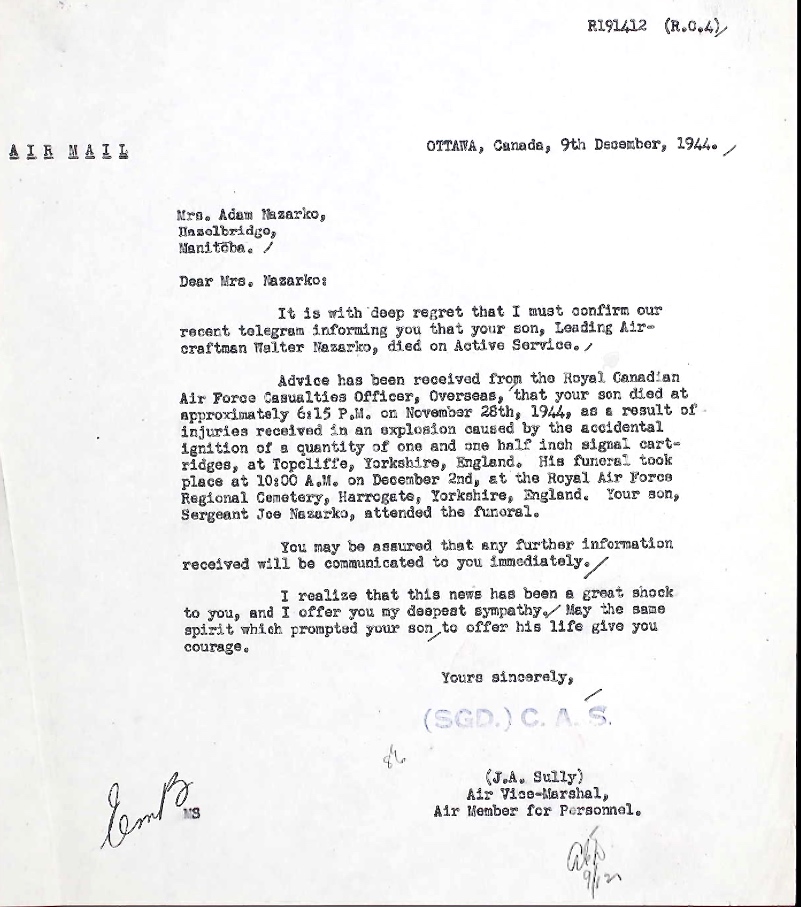 R191412 (R.O.4)
AIR MAIL
OTTAWA, Canada, 9th December, 1944.
Mrs. Adam Nazarko,
Hazelbridge,
Manitoba.
Dear Mrs. Nazarko:
It is with deep regret that I must confirm our
recent telegram informing you that your son, Leading Air-
craftman Walter Nazarko, died on Active Service.
Advice has been received from the Royal Canadian
Air Force Casualties Officer, Overseas, that your son died at
approximately 6:15 P.M. on November 28th, 1944, as a result of
injuries received in an explosion caused by the accidental
ignition of a quantity of one and one half inch signal cart-
ridges, at Topcliffe, Yorkshire, England. His funeral took
place at 10:00 A.M. on December 2nd, at the Royal Air Force
Regional Cemetery, Harrogate, Yorkshire, England. Your son,
Sergeant Joe Nazarko, attended the funeral.
You may be assured that any further information
received will be communicated to you immediately.
I realize that this news has been a great shock
to you, and I offer you my deepest sympathy. May the same
spirit which prompted your son to offer his life give you
courage.
Yours sincerely,
(SGD.) C. A. S.
(J.A. Sully)
Air Vice-Marshal,
Air Member for Personnel.
MS
9/12